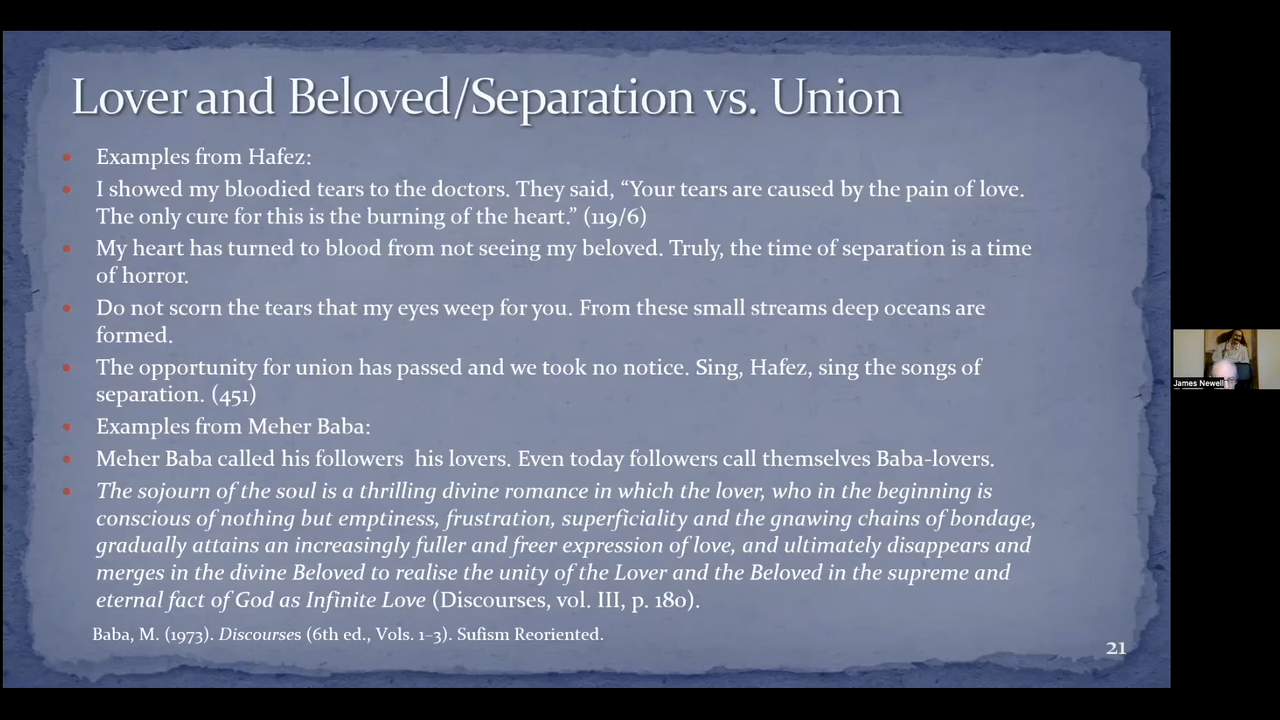 Lover and Beloved/Separation vs. Union
• Examples from Hafez:
• I showed my bloodied tears to the doctors. They said, “Your tears are caused by the pain of love.
The only cure for this is the burning of the heart.” (119/6)
• My heart has turned to blood from not seeing my beloved. Truly, the time of separation is a time
of horror.
• Do not scorn the tears that my eyes weep for you. From these small streams deep oceans are
formed.
• The opportunity for union has passed and we took no notice. Sing, Hafez, sing the songs of
separation. (451)
• Examples from Meher Baba:
• Meher Baba called his followers  his lovers. Even today followers call themselves Baba-lovers.
• The sojourn of the soul is a thrilling divine romance in which the lover, who in the beginning is
conscious of nothing but emptiness, frustration, superficiality and the gnawing chains of bondage,
gradually attains an increasingly fuller and freer expression of love, and ultimately disappears and
merges in the divine Beloved to realise the unity of the Lover and the Beloved in the supreme and
eternal fact of God as Infinite Love (Discourses, vol. III, p. 180).
Baba, M. (1973). Discourses (6th ed., Vols. 1–3). Sufism Reoriented.
21
James Newell